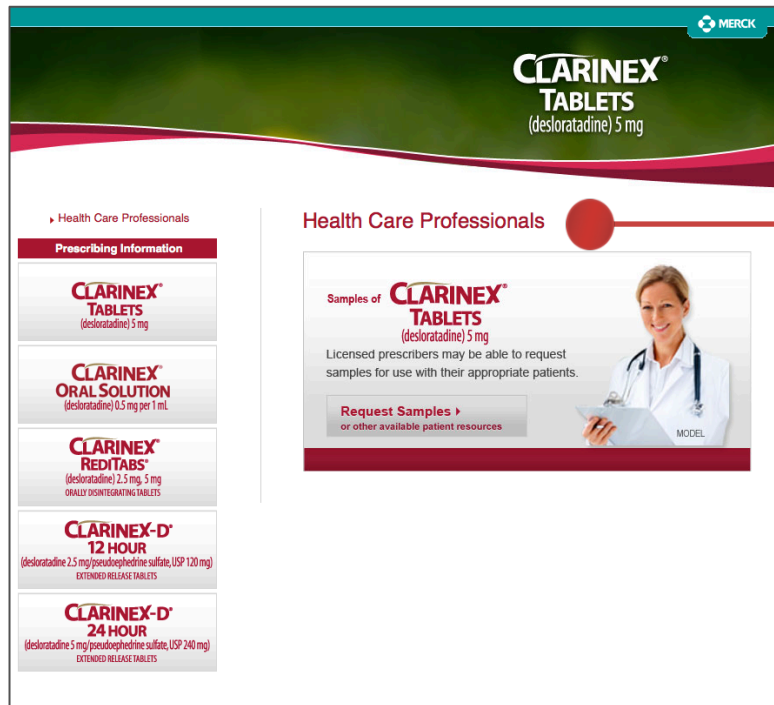 MERCK
CLARINEX®
TABLETS
(desloratadine) 5 mg
Health Care Professionals
Prescribing Information
CLARINEX®
TABLETS
(desloratadine) 5 mg
CLARINEX®
ORAL SOLUTION
(desloratadine) 0.5 mg per 1 mL
CLARINEX®
REDITABS®
(desloratadine) 2.5 mg, 5 mg
ORALLY DISINTEGRATING TABLETS
CLARINEX-D®
12 HOUR
(desloratadine 2.5 mg/pseudoephedrine sulfate, USP 120 mg)
EXTENDED RELEASE TABLETS
CLARINEX-D®
24 HOUR
(desloratadine 5 mg/pseudoephedrine sulfate, USP 240 mg)
EXTENDED RELEASE TABLETS
Health Care Professionals
Samples of CLARINEX®
TABLETS
(desloratadine) 5 mg
Licensed prescribers may be able to request
samples for use with their appropriate patients.
Request Samples
or other available patient resources
MODEL